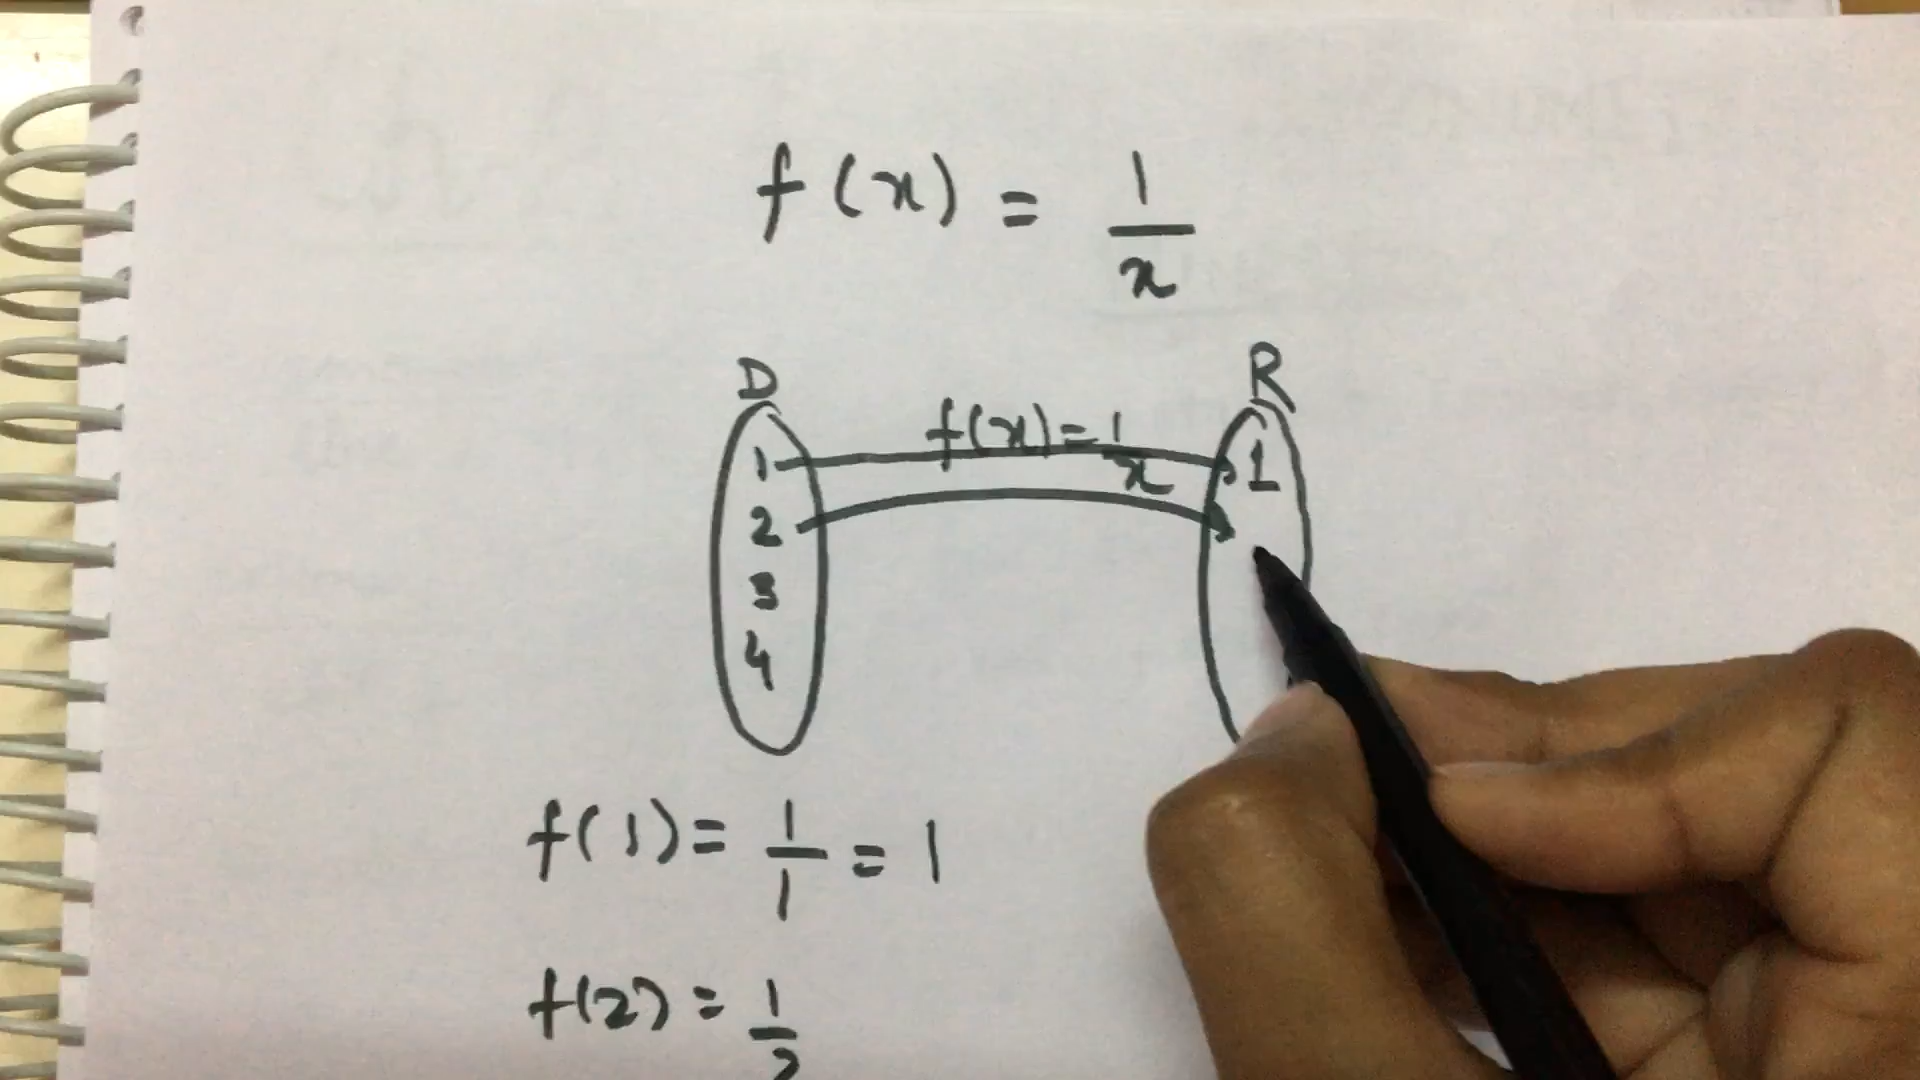 f(x) = 1/x
D R
f(x) = 1/x
1 1
2
3
4
f(1) = 1/1 = 1
f(2) = 1/2